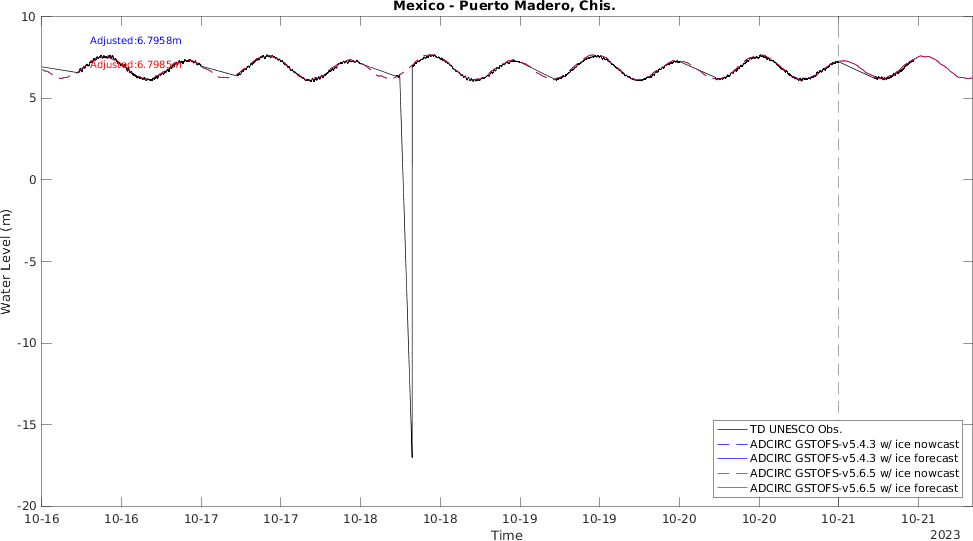 Mexico - Puerto Madero, Chis.
10
Adjusted:6.7958m
Adjusted:6.7985m
5
0
-5
-10
-15
-20
Water Level (m)
TD UNESCO Obs.
ADCIRC GSTOFS-v5.4.3 w/ ice nowcast
ADCIRC GSTOFS-v5.4.3 w/ ice forecast
ADCIRC GSTOFS-v5.6.5 w/ ice nowcast
ADCIRC GSTOFS-v5.6.5 w/ ice forecast
10-16 10-16 10-17 10-17 10-18 10-18 10-19 10-19 10-20 10-20 10-21 10-21
Time
2023